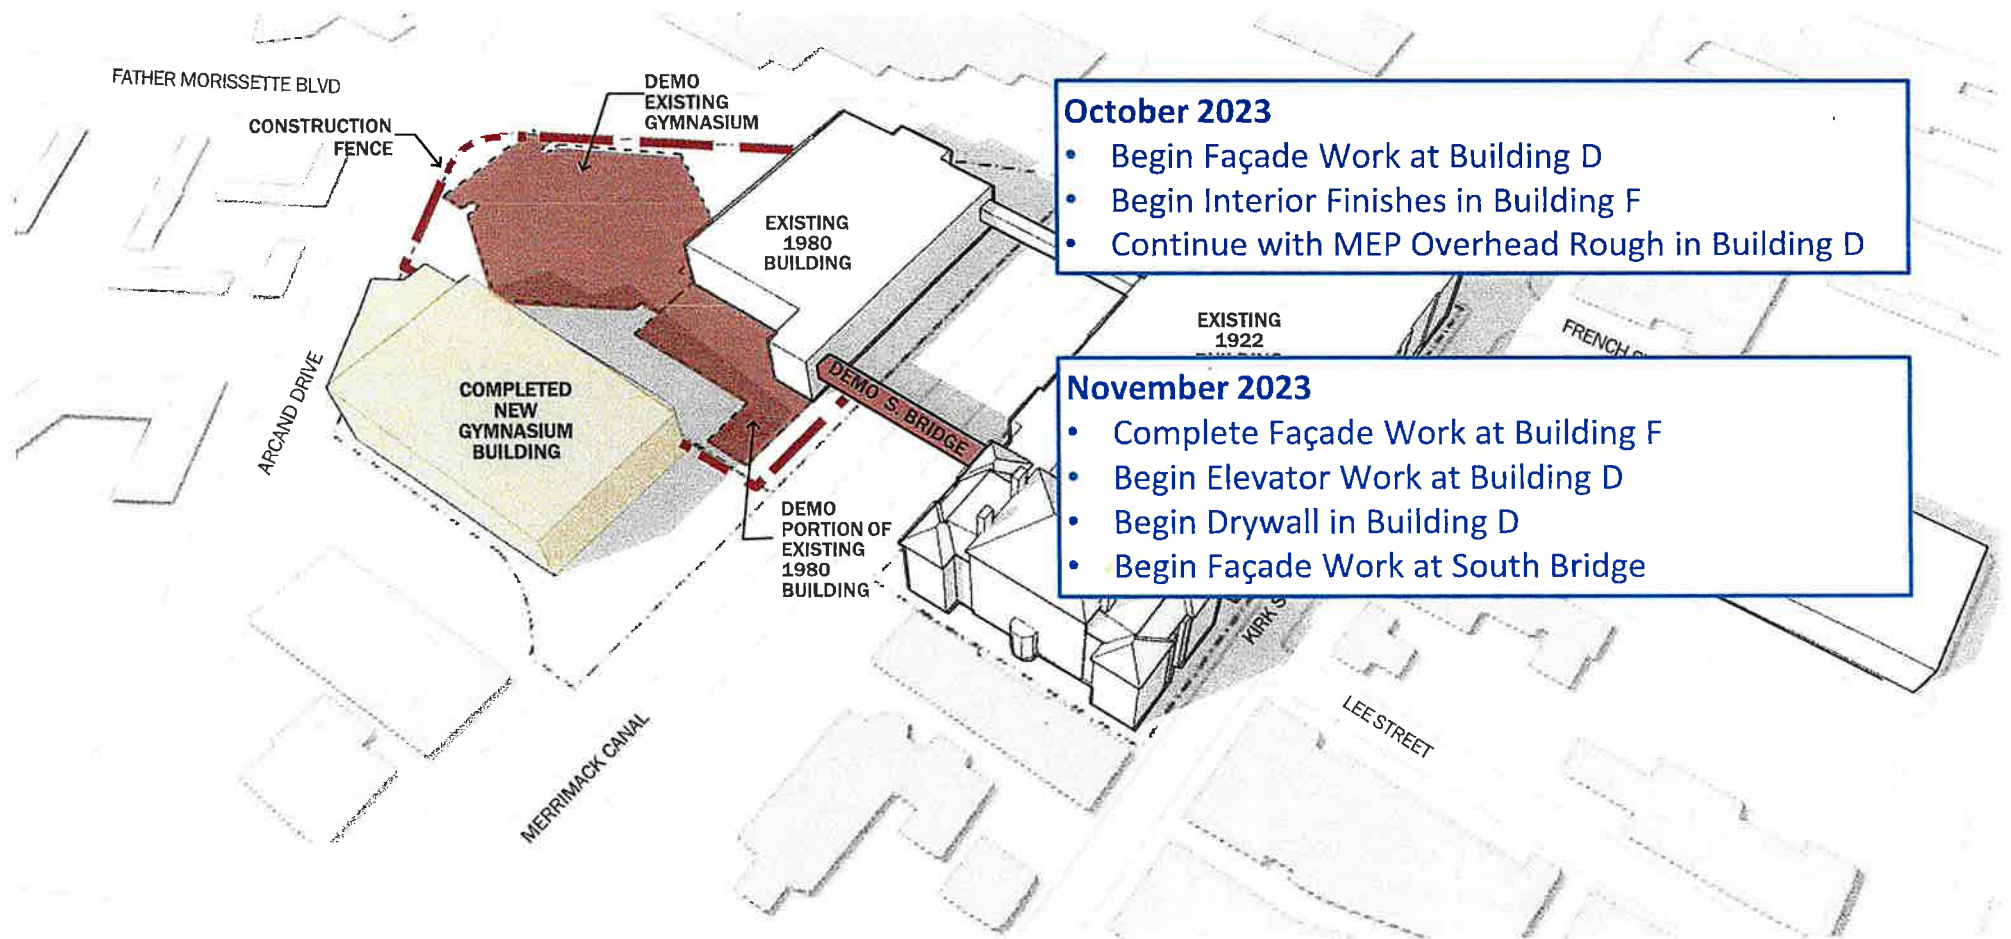 FATHER MORISSETTE BLVD
CONSTRUCTION
FENCE
DEMO
EXISTING
GYMNASIUM
EXISTING
1980
BUILDING
October 2023
• Begin Façade Work at Building D
• Begin Interior Finishes in Building F
• Continue with MEP Overhead Rough in Building D
EXISTING
1922
FRENCH
ARCAND DRIVE
COMPLETED
NEW
GYMNASIUM
BUILDING
DEMO S. BRIDGE
November 2023
• Complete Façade Work at Building F
• Begin Elevator Work at Building D
• Begin Drywall in Building D
• Begin Façade Work at South Bridge
DEMO
PORTION OF
EXISTING
1980
BUILDING
KIRK S
LEE STREET
MERRIMACK CANAL